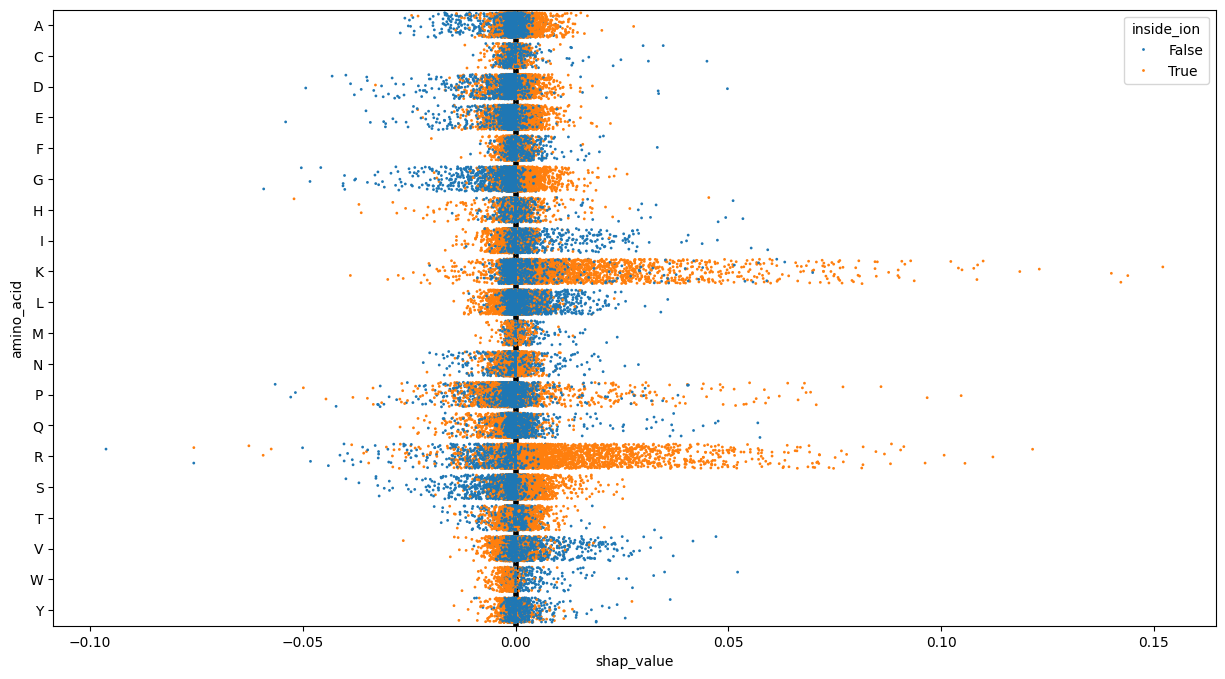 inside_ion
False
True
amino_acid
A
C
D
E
F
G
H
I
K
L
M
N
P
Q
R
S
T
V
W
Y
−0.10 −0.05 0.00 0.05 0.10 0.15
shap_value